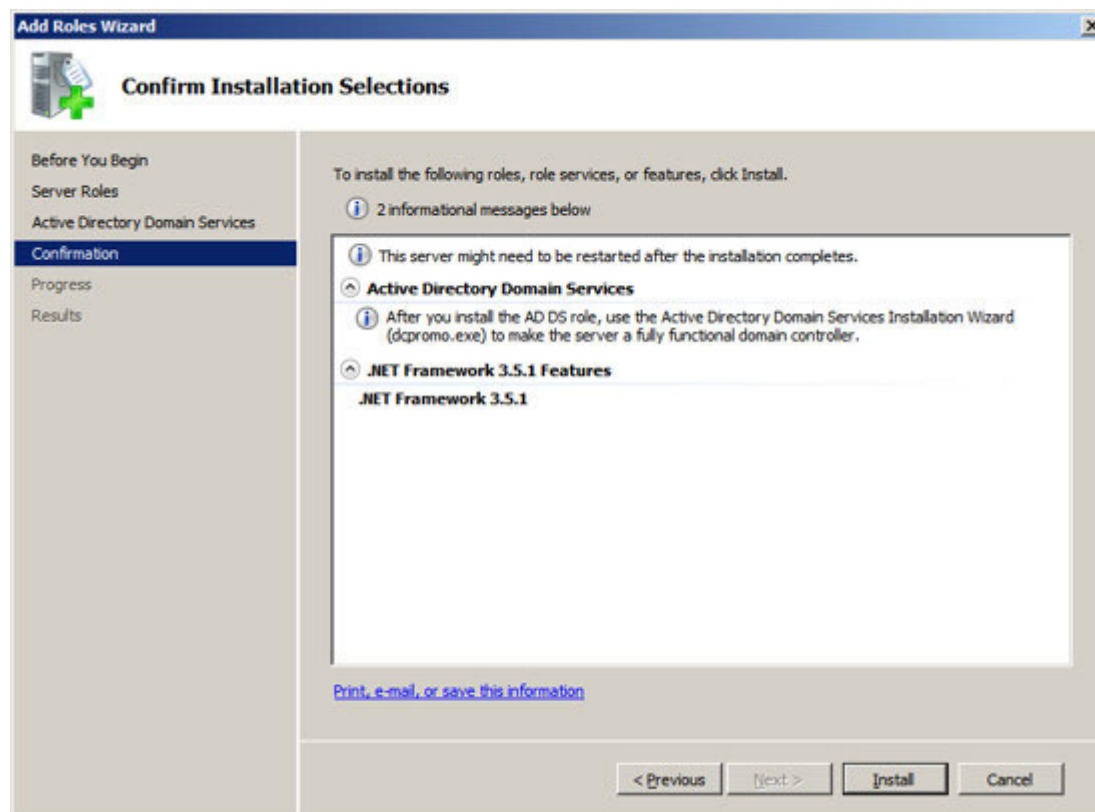 Add Roles Wizard
Confirm Installation Selections
Before You Begin
Server Roles
Active Directory Domain Services
Confirmation
Progress
Results
To install the following roles, role services, or features, click Install.
2 informational messages below
This server might need to be restarted after the installation completes.
Active Directory Domain Services
After you install the AD DS role, use the Active Directory Domain Services Installation Wizard
(dcpromo.exe) to make the server a fully functional domain controller.
.NET Framework 3.5.1 Features
.NET Framework 3.5.1
Print, e-mail, or save this information
< Previous
Next >
Install
Cancel